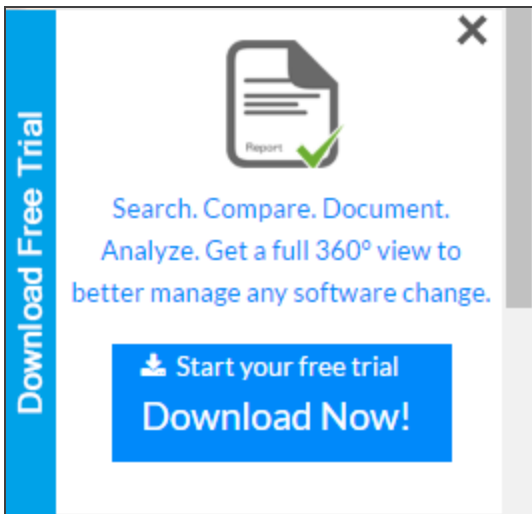 Download Free Trial
Report
Search. Compare. Document.
Analyze. Get a full 360º view to
better manage any software change.
Start your free trial
Download Now!